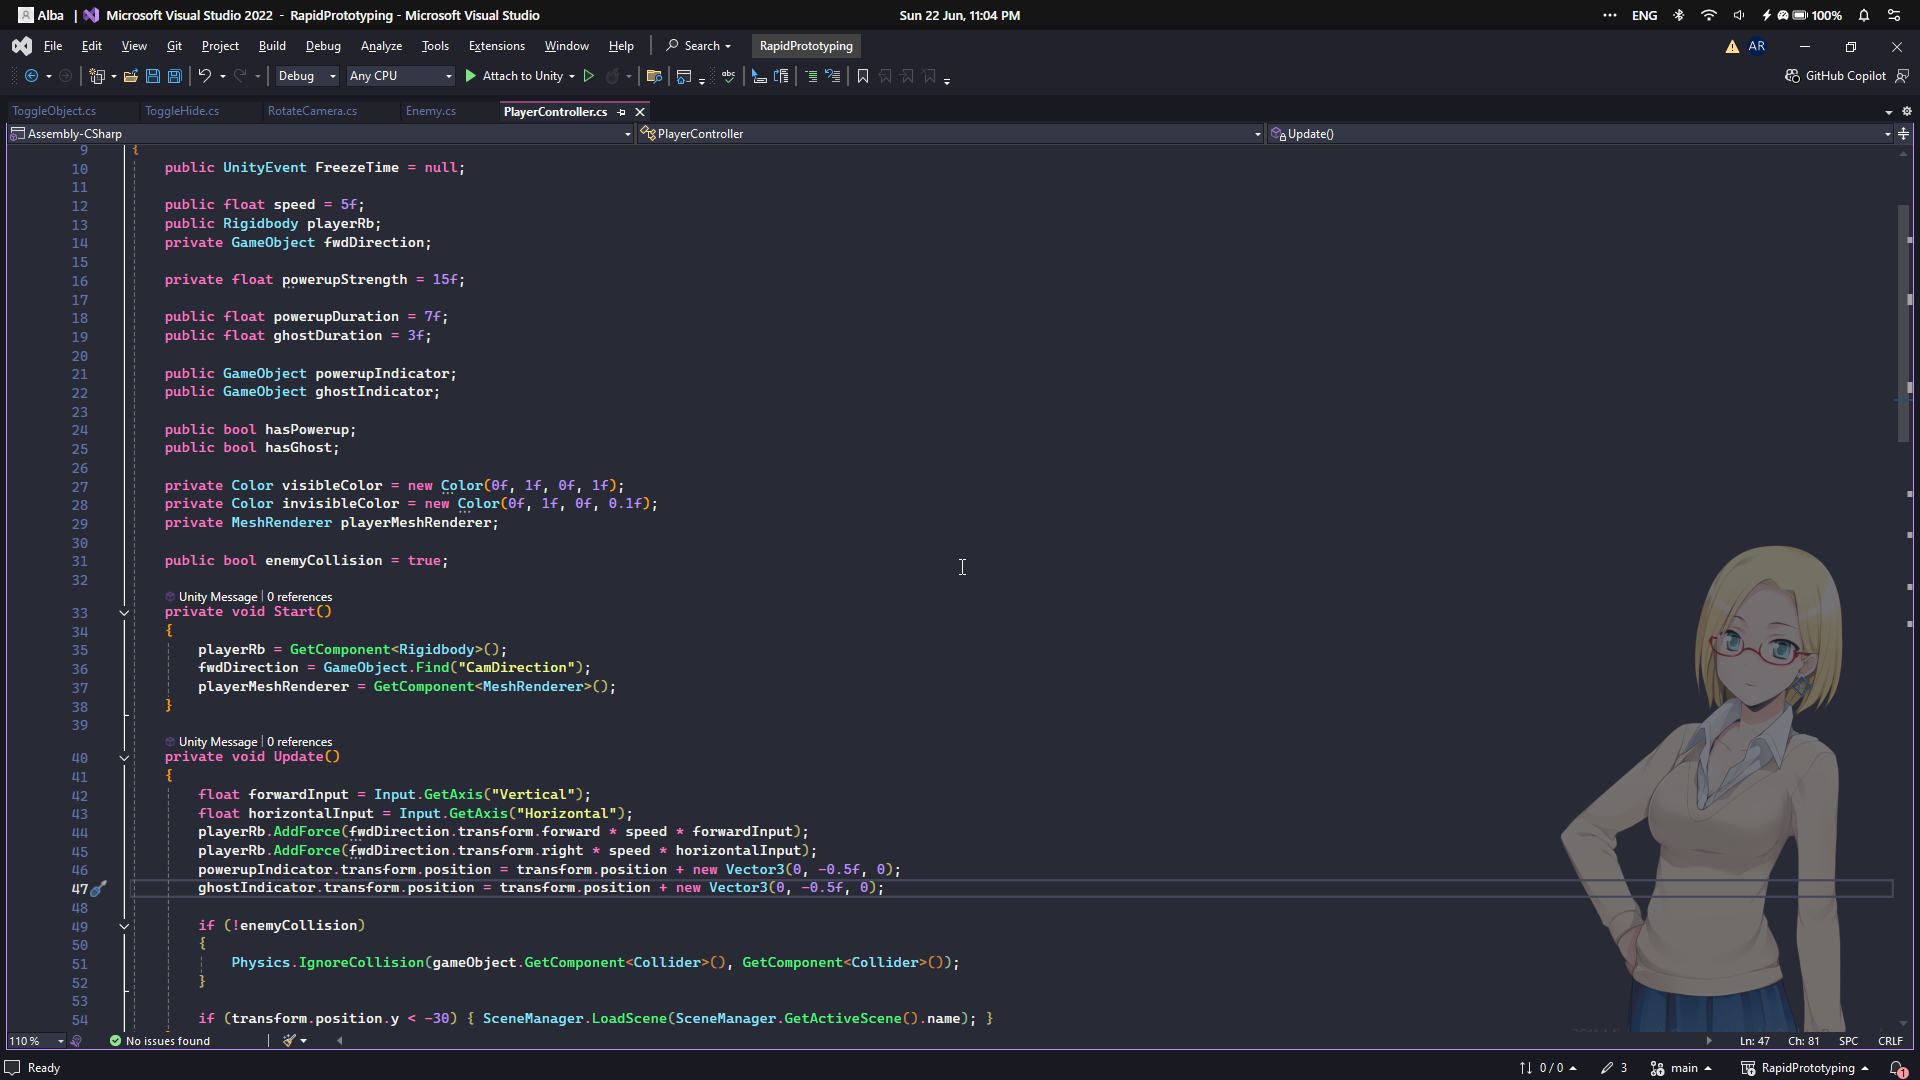 Alba | Microsoft Visual Studio 2022 - RapidPrototyping - Microsoft Visual Studio
Sun 22 Jun, 11:04 PM
ENG 100%
File Edit View Git Project Build Debug Analyze Tools Extensions Window Help Search RapidPrototyping AR
Debug Any CPU Attach to Unity GitHub Copilot
ToggleObject.cs ToggleHide.cs RotateCamera.cs Enemy.cs PlayerController.cs
Assembly-CSharp PlayerController Update()
9 {
10 public UnityEvent FreezeTime = null;
11
12 public float speed = 5f;
13 public Rigidbody playerRb;
14 private GameObject fwdDirection;
15
16 private float powerupStrength = 15f;
17
18 public float powerupDuration = 7f;
19 public float ghostDuration = 3f;
20
21 public GameObject powerupIndicator;
22 public GameObject ghostIndicator;
23
24 public bool hasPowerup;
25 public bool hasGhost;
26
27 private Color visibleColor = new Color(0f, 1f, 0f, 1f);
28 private Color invisibleColor = new Color(0f, 1f, 0f, 0.1f);
29 private MeshRenderer playerMeshRenderer;
30
31 public bool enemyCollision = true;
32
Unity Message | 0 references
33 private void Start()
34 {
35 playerRb = GetComponent<Rigidbody>();
36 fwdDirection = GameObject.Find("CamDirection");
37 playerMeshRenderer = GetComponent<MeshRenderer>();
38 }
39
Unity Message | 0 references
40 private void Update()
41 {
42 float forwardInput = Input.GetAxis("Vertical");
43 float horizontalInput = Input.GetAxis("Horizontal");
44 playerRb.AddForce(fwdDirection.transform.forward * speed * forwardInput);
45 playerRb.AddForce(fwdDirection.transform.right * speed * horizontalInput);
46 powerupIndicator.transform.position = transform.position + new Vector3(0, -0.5f, 0);
47 ghostIndicator.transform.position = transform.position + new Vector3(0, -0.5f, 0);
48
49 if (!enemyCollision)
50 {
51 Physics.IgnoreCollision(gameObject.GetComponent<Collider>(), GetComponent<Collider>());
52 }
53
54 if (transform.position.y < -30) { SceneManager.LoadScene(SceneManager.GetActiveScene().name); }
110 % No issues found Ln: 47 Ch: 81 SPC CRLF
Ready 0 / 0 3 main RapidPrototyping 1